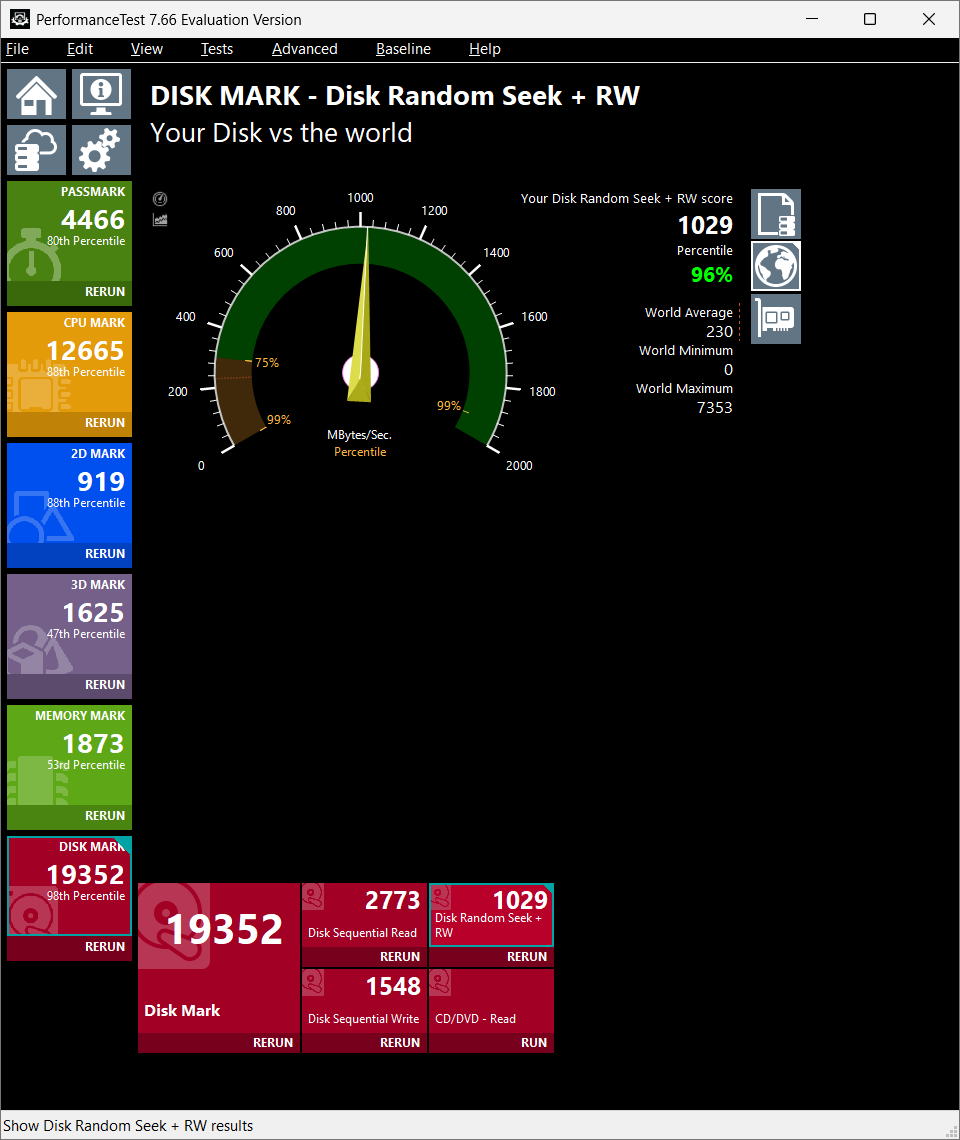 PerformanceTest 7.66 Evaluation Version
File Edit View Tests Advanced Baseline Help
DISK MARK - Disk Random Seek + RW
Your Disk vs the world
PASSMARK
4466
80th Percentile
RERUN
CPU MARK
12665
88th Percentile
RERUN
2D MARK
919
88th Percentile
RERUN
3D MARK
1625
47th Percentile
RERUN
MEMORY MARK
1873
53rd Percentile
RERUN
DISK MARK
19352
98th Percentile
RERUN
0
200
400
600
800
1000
1200
1400
1600
1800
2000
75%
99%
99%
MBytes/Sec.
Percentile
Your Disk Random Seek + RW score
1029
Percentile
96%
World Average
230
World Minimum
0
World Maximum
7353
19352
Disk Mark
RERUN
2773
Disk Sequential Read
RERUN
1029
Disk Random Seek +
RW
RERUN
1548
Disk Sequential Write
RERUN
CD/DVD - Read
RUN
Show Disk Random Seek + RW results